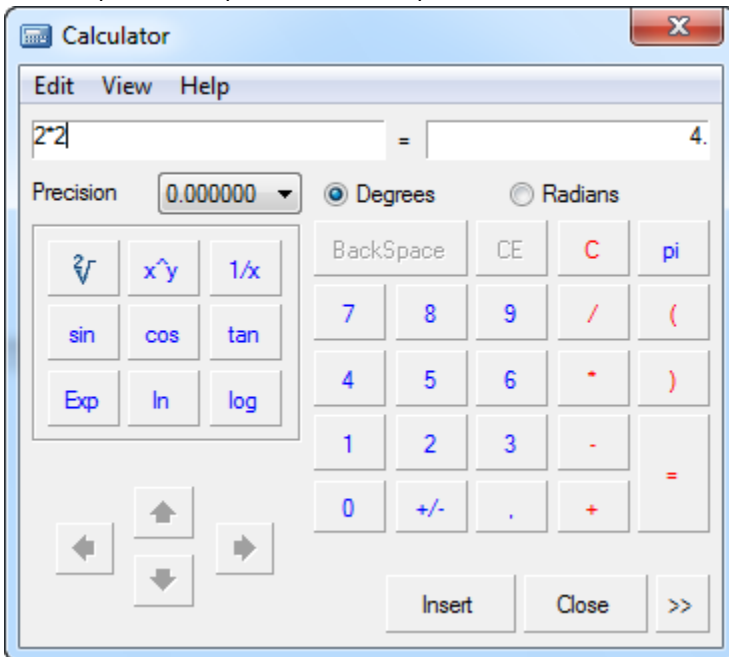 Calculator
Edit View Help
2*2 = 4.
Precision 0.000000 Degrees Radians
BackSpace CE C pi
2√ x^y 1/x
7 8 9 / (
sin cos tan
4 5 6 * )
Exp ln log
1 2 3 -
=
0 +/- , +
Insert Close >>